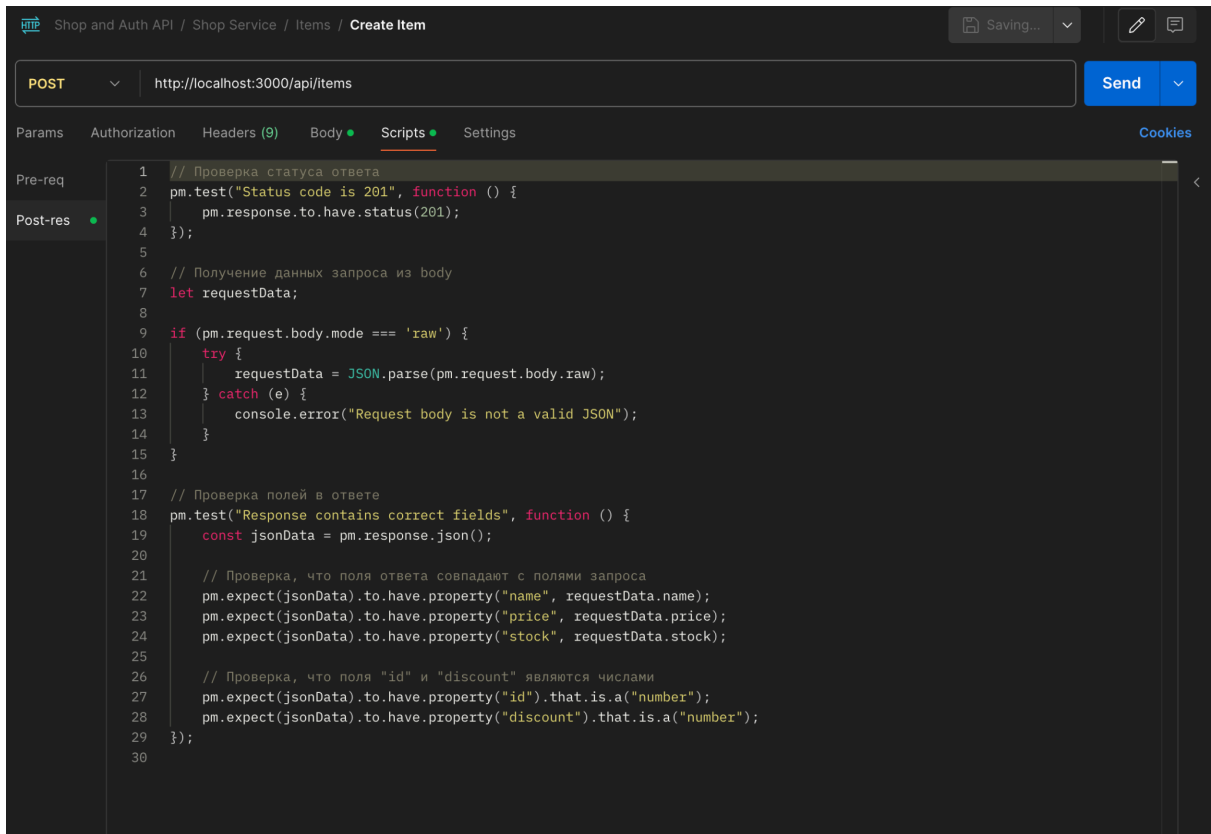 HTTP Shop and Auth API / Shop Service / Items / Create Item Saving...
POST http://localhost:3000/api/items Send
Params Authorization Headers (9) Body Scripts Settings Cookies
Pre-req
Post-res
1 // Проверка статуса ответа
2 pm.test("Status code is 201", function () {
3     pm.response.to.have.status(201);
4 });
5
6 // Получение данных запроса из body
7 let requestData;
8
9 if (pm.request.body.mode === 'raw') {
10     try {
11         requestData = JSON.parse(pm.request.body.raw);
12     } catch (e) {
13         console.error("Request body is not a valid JSON");
14     }
15 }
16
17 // Проверка полей в ответе
18 pm.test("Response contains correct fields", function () {
19     const jsonData = pm.response.json();
20
21     // Проверка, что поля ответа совпадают с полями запроса
22     pm.expect(jsonData).to.have.property("name", requestData.name);
23     pm.expect(jsonData).to.have.property("price", requestData.price);
24     pm.expect(jsonData).to.have.property("stock", requestData.stock);
25
26     // Проверка, что поля "id" и "discount" являются числами
27     pm.expect(jsonData).to.have.property("id").that.is.a("number");
28     pm.expect(jsonData).to.have.property("discount").that.is.a("number");
29 });
30